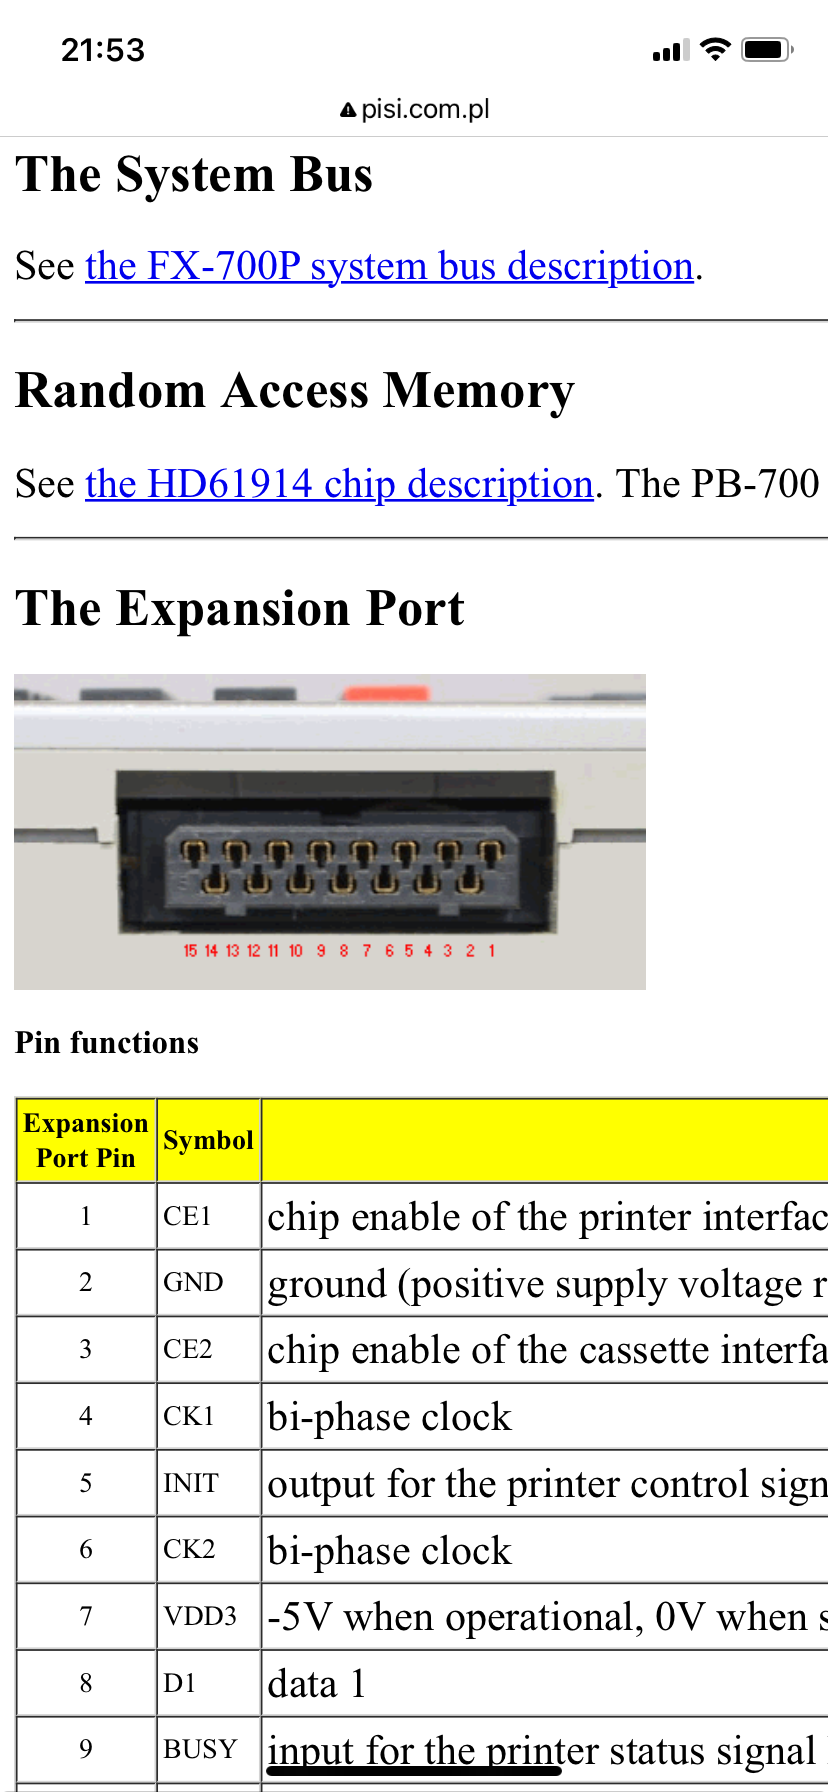 21:53
pisi.com.pl
The System Bus
See the FX-700P system bus description.
Random Access Memory
See the HD61914 chip description. The PB-700
The Expansion Port
15 14 13 12 11 10 9 8 7 6 5 4 3 2 1
Pin functions
Expansion Port Pin Symbol
1 CE1 chip enable of the printer interfac
2 GND ground (positive supply voltage r
3 CE2 chip enable of the cassette interfa
4 CK1 bi-phase clock
5 INIT output for the printer control sign
6 CK2 bi-phase clock
7 VDD3 -5V when operational, 0V when s
8 D1 data 1
9 BUSY input for the printer status signal